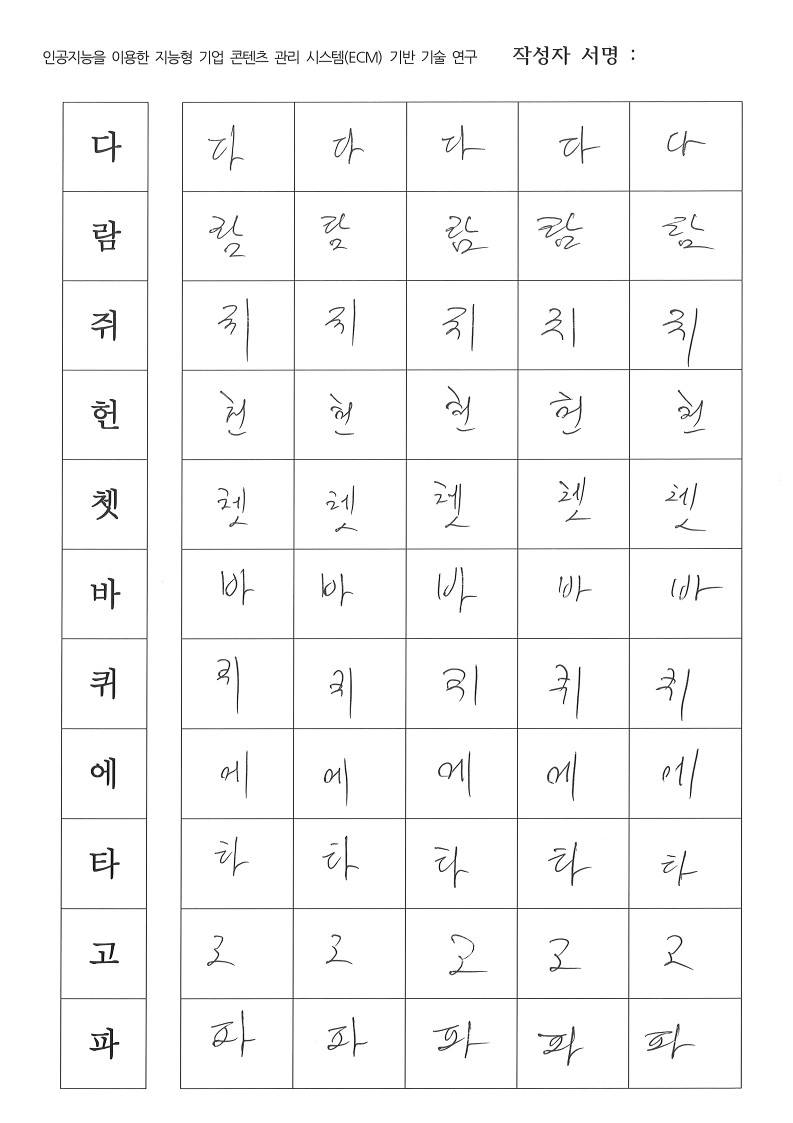 인공지능을 이용한 지능형 기업 콘텐츠 관리 시스템(ECM) 기반 기술 연구 작성자 서명 :
다 다 다 다 다 다
람 람 람 람 람 람
쥐 쥐 쥐 쥐 쥐 쥐
헌 헌 헌 헌 헌 헌
쳇 쳇 쳇 쳇 쳇 쳇
바 바 바 바 바 바
퀴 퀴 퀴 퀴 퀴 퀴
에 에 에 에 에 에
타 타 타 타 타 타
고 고 고 고 고 고
파 파 파 파 파 파